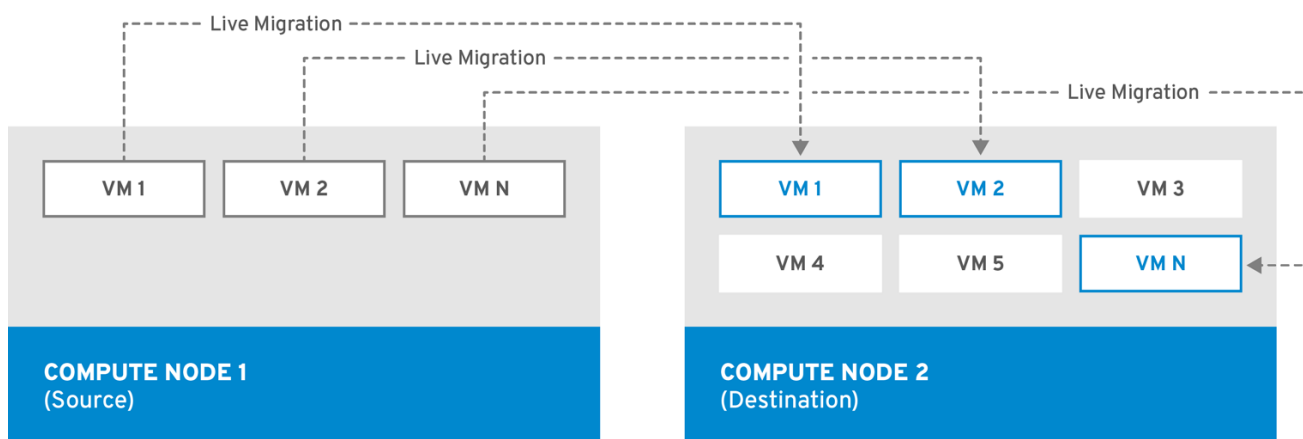 Live Migration
Live Migration
Live Migration
VM 1
VM 2
VM N
VM 1
VM 2
VM 3
VM 4
VM 5
VM N
COMPUTE NODE 1
(Source)
COMPUTE NODE 2
(Destination)